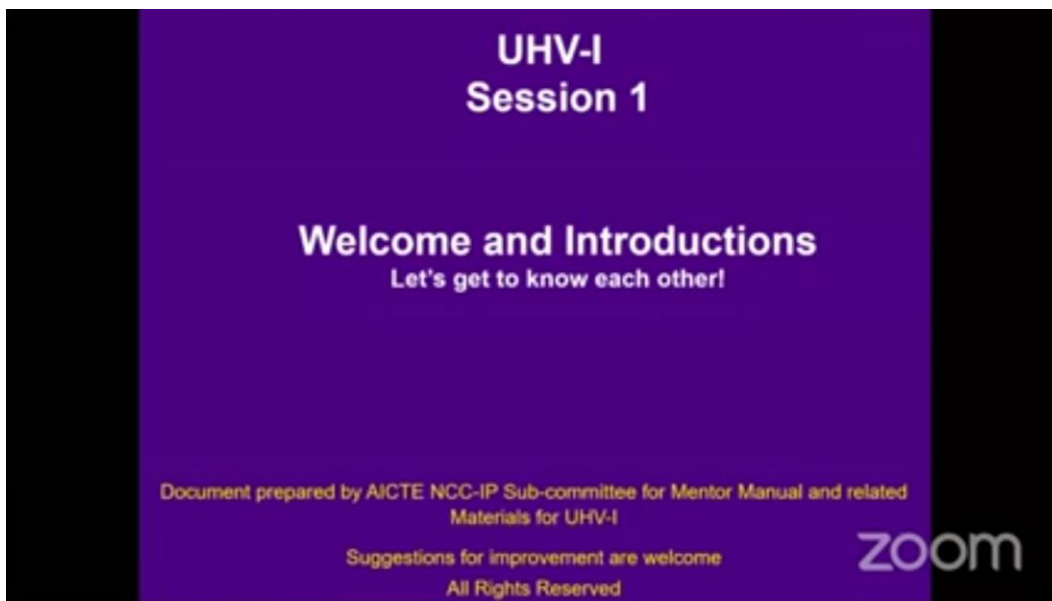 UHV-I
Session 1
Welcome and Introductions
Let's get to know each other!
Document prepared by AICTE NCC-IP Sub-committee for Mentor Manual and related
Materials for UHV-I
Suggestions for improvement are welcome
zoom
All Rights Reserved